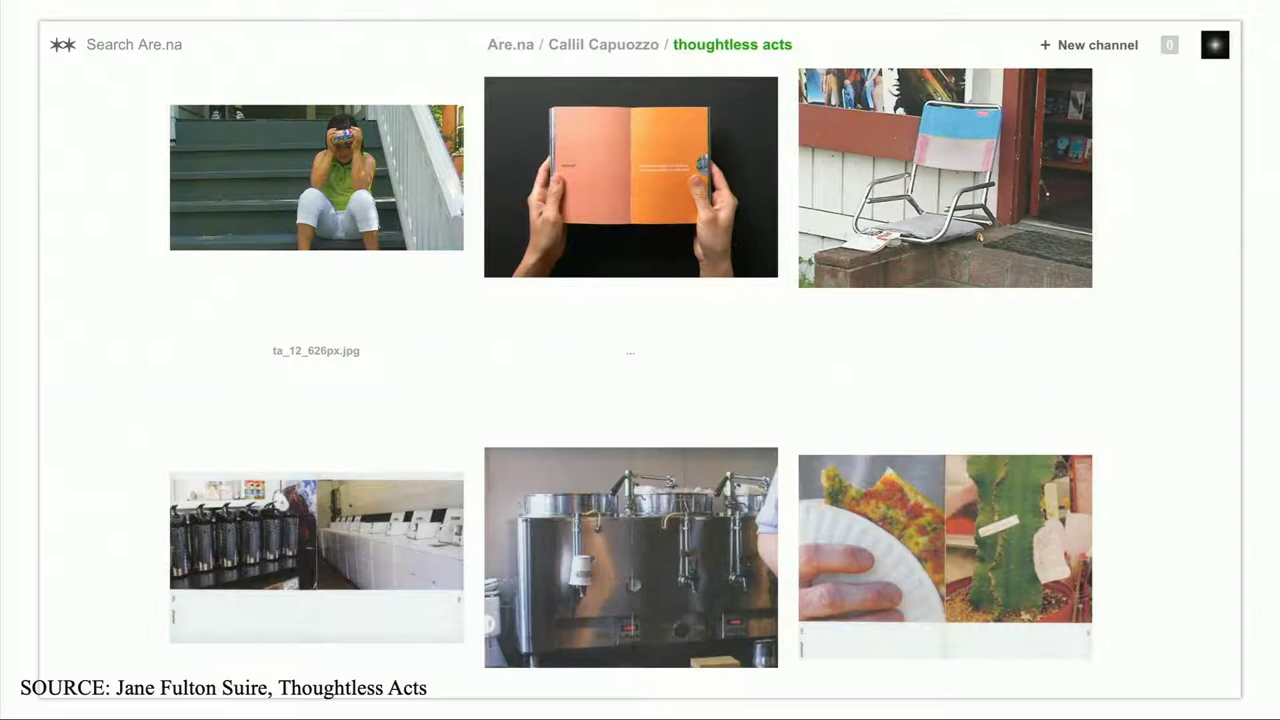 Search Are.na
Are.na / Callil Capuozzo / thoughtless acts
+ New channel
0
ta_12_626px.jpg
...
SOURCE: Jane Fulton Suire, Thoughtless Acts